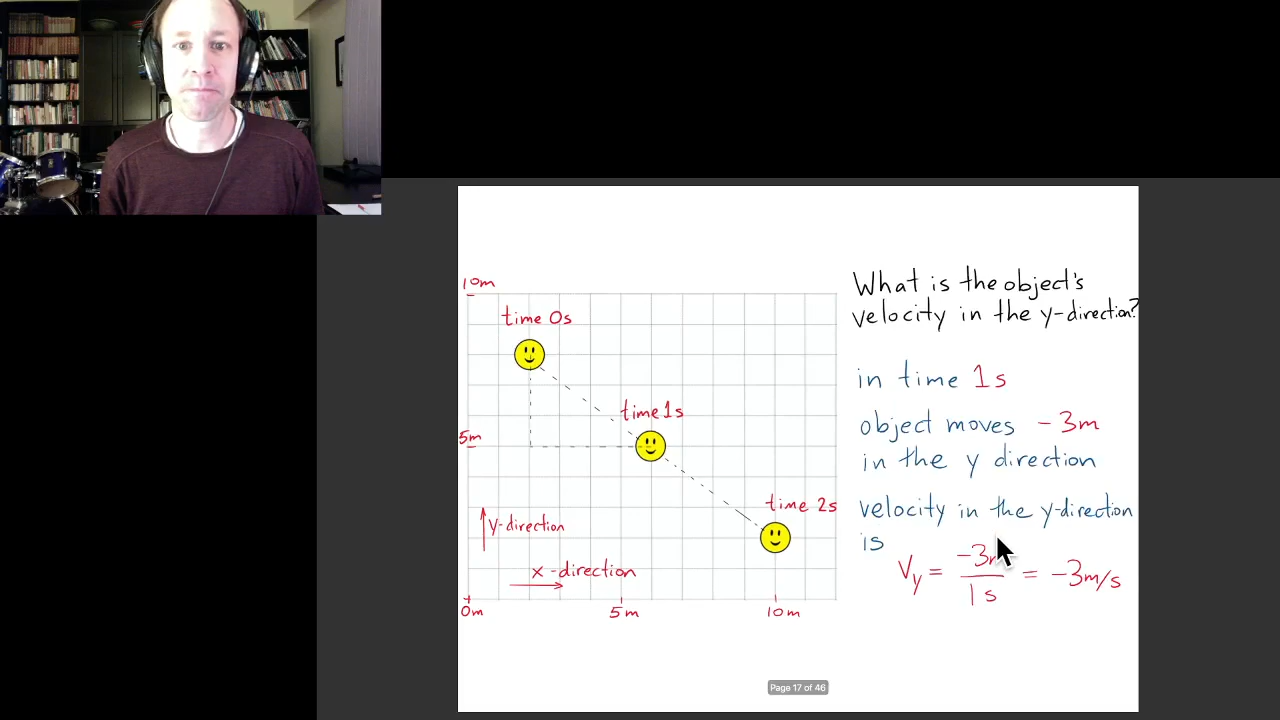 10m
time 0s
time 1s
5m
time 2s
y-direction
x-direction
0m
5m
10m
What is the object's
velocity in the y-direction?
in time 1s
object moves -3m
in the y direction
velocity in the y-direction
is
Vy = -3m/1s = -3m/s
Page 17 of 46